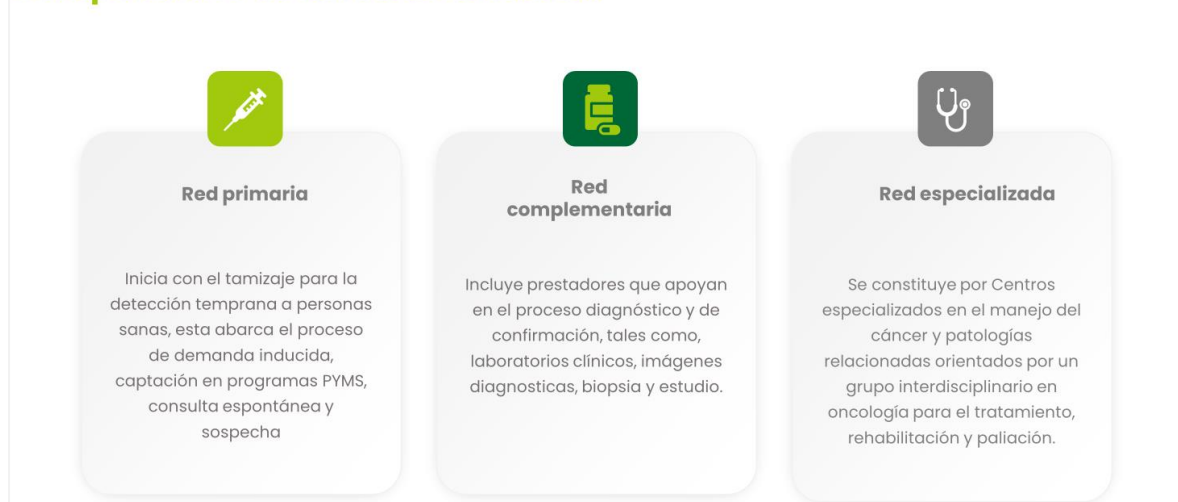 Red primaria
Inicia con el tamizaje para la
detección temprana a personas
sanas, esta abarca el proceso
de demanda inducida,
captación en programas PYMS,
consulta espontánea y
sospecha
Red
complementaria
Incluye prestadores que apoyan
en el proceso diagnóstico y de
confirmación, tales como,
laboratorios clínicos, imágenes
diagnosticas, biopsia y estudio.
Red especializada
Se constituye por Centros
especializados en el manejo del
cáncer y patologías
relacionadas orientados por un
grupo interdisciplinario en
oncología para el tratamiento,
rehabilitación y paliación.